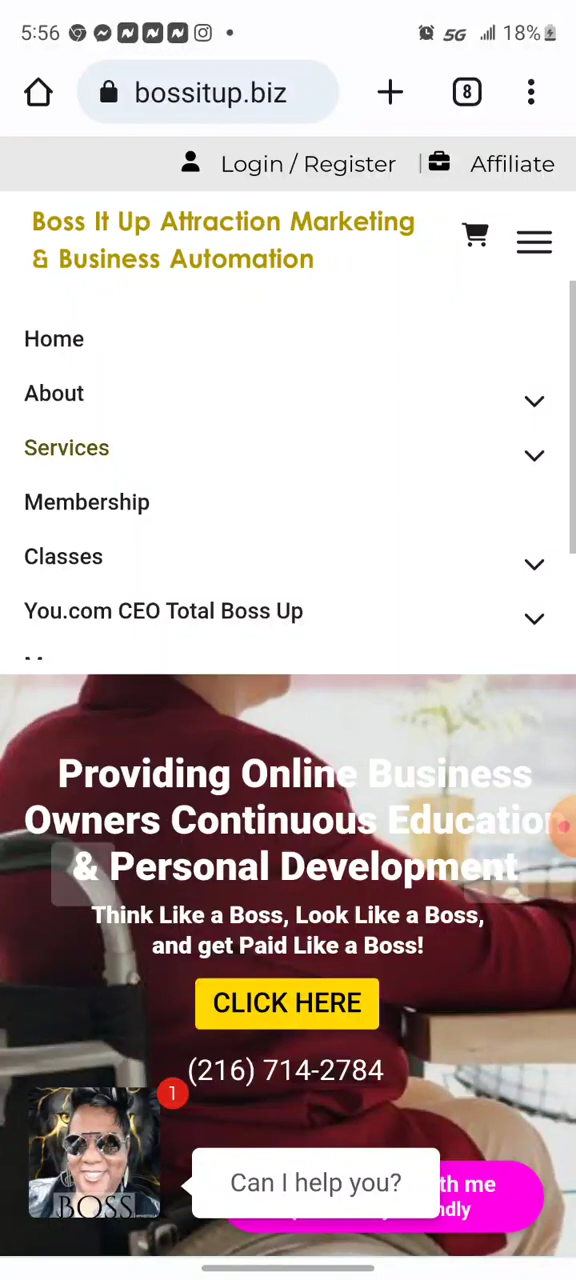 5:56 18%
5G
bossitup.biz 8
Login / Register | Affiliate
Boss It Up Attraction Marketing
& Business Automation
Home
About
Services
Membership
Classes
You.com CEO Total Boss Up
Providing Online Business
Owners Continuous Education
& Personal Development
Think Like a Boss, Look Like a Boss,
and get Paid Like a Boss!
CLICK HERE
(216) 714-2784
1
Can I help you?
th me
BOSS